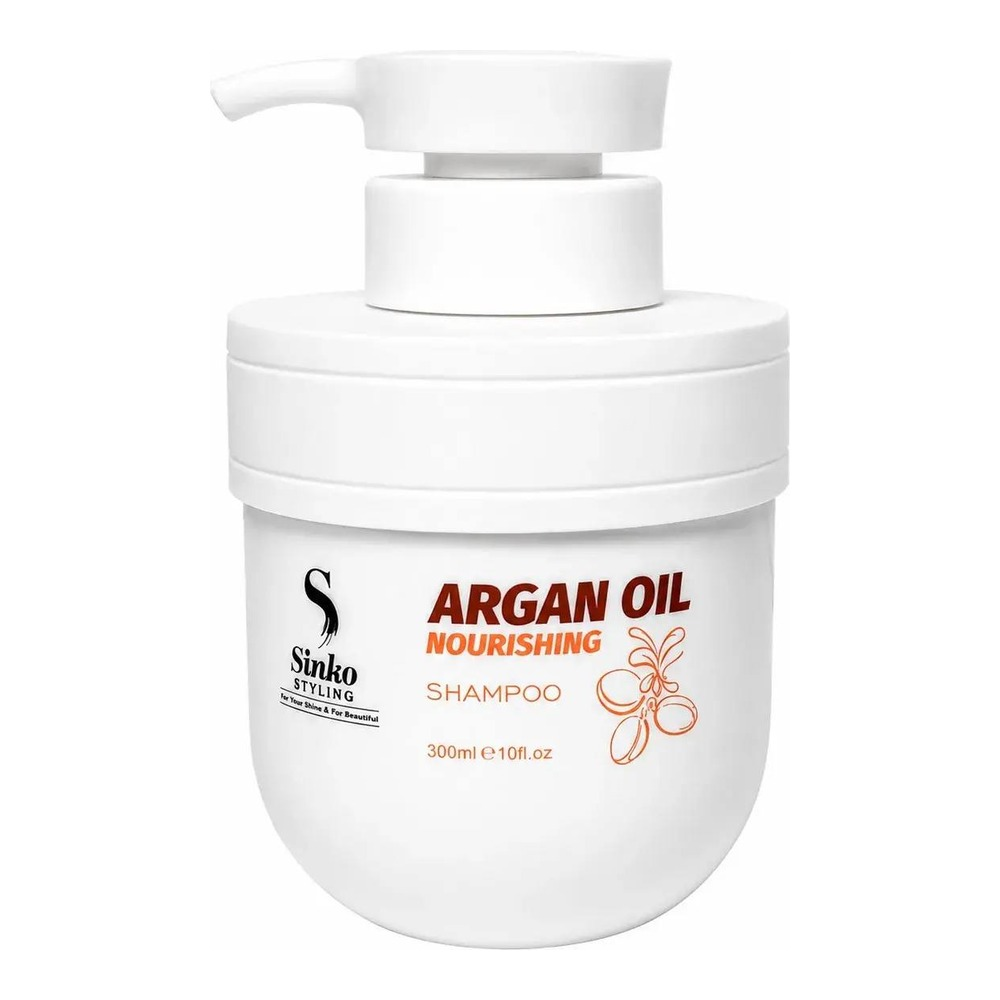 S
Sinko
STYLING
For Your Shine & For Beautiful
ARGAN OIL
NOURISHING
SHAMPOO
300ml ℮ 10fl.oz